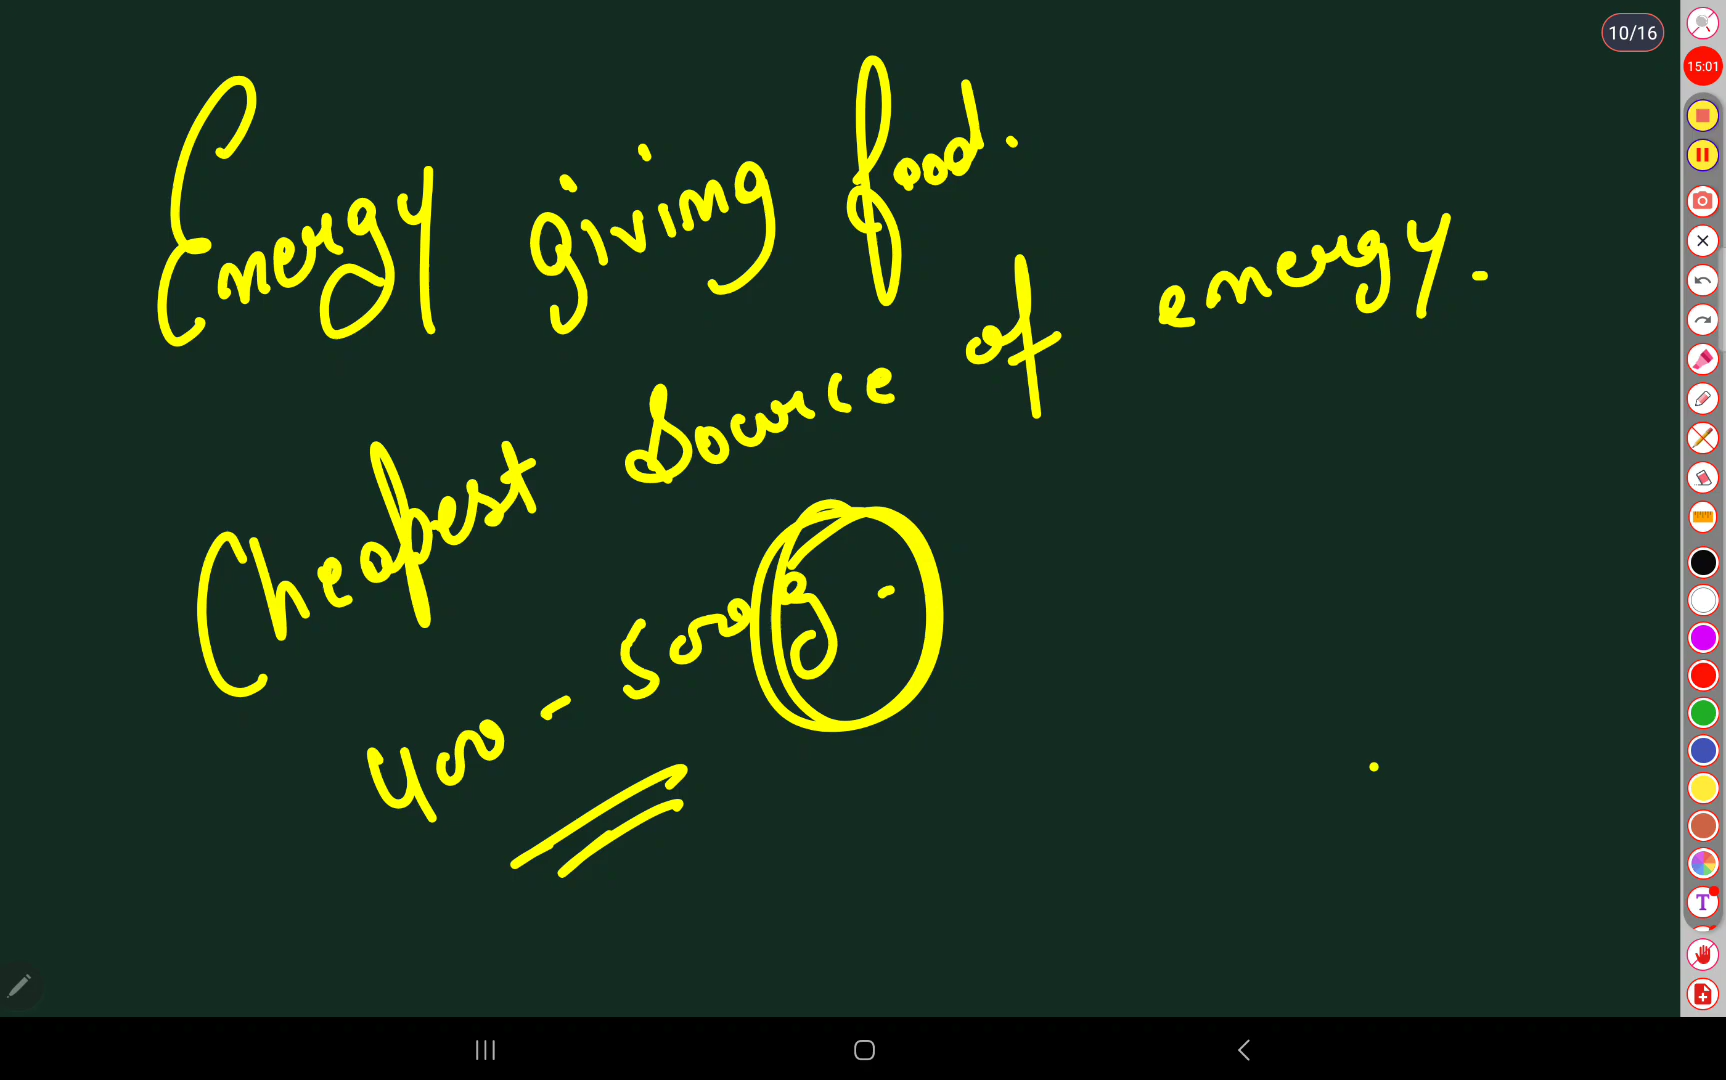 10/16
15:01
Energy giving food.
Cheapest Source of energy.
400 - 500 g.
T